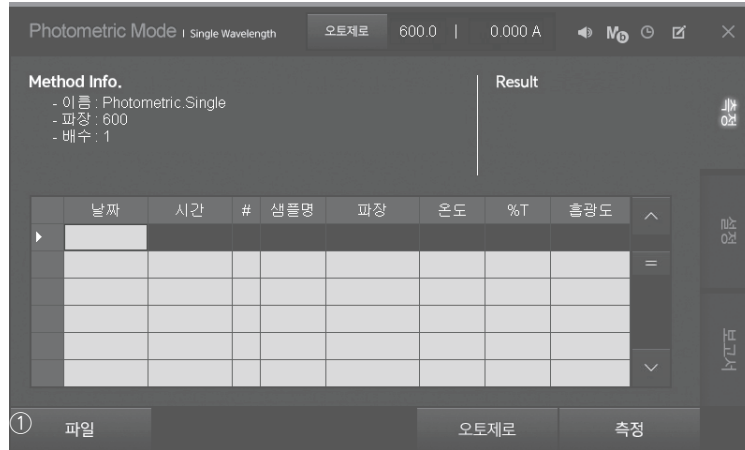 Photometric Mode | Single Wavelength 오토제로 600.0 | 0.000 A
Method Info.
- 이름 : Photometric.Single
- 파장 : 600
- 배수 : 1
Result
측정
설정
보고서
날짜 시간 # 샘플명 파장 온도 %T 흡광도
① 파일 오토제로 측정